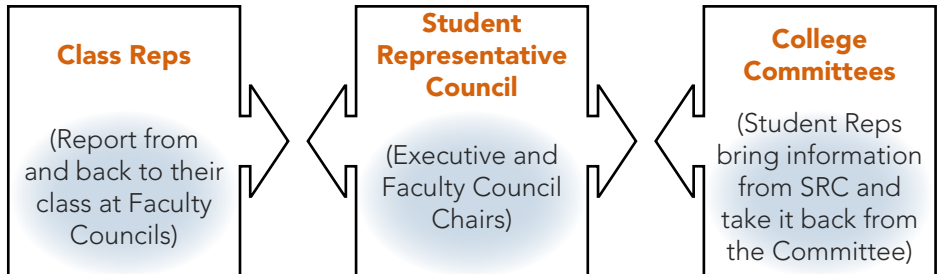 Class Reps
(Report from
and back to their
class at Faculty
Councils)
Student
Representative
Council
(Executive and
Faculty Council
Chairs)
College
Committees
(Student Reps
bring information
from SRC and
take it back from
the Committee)